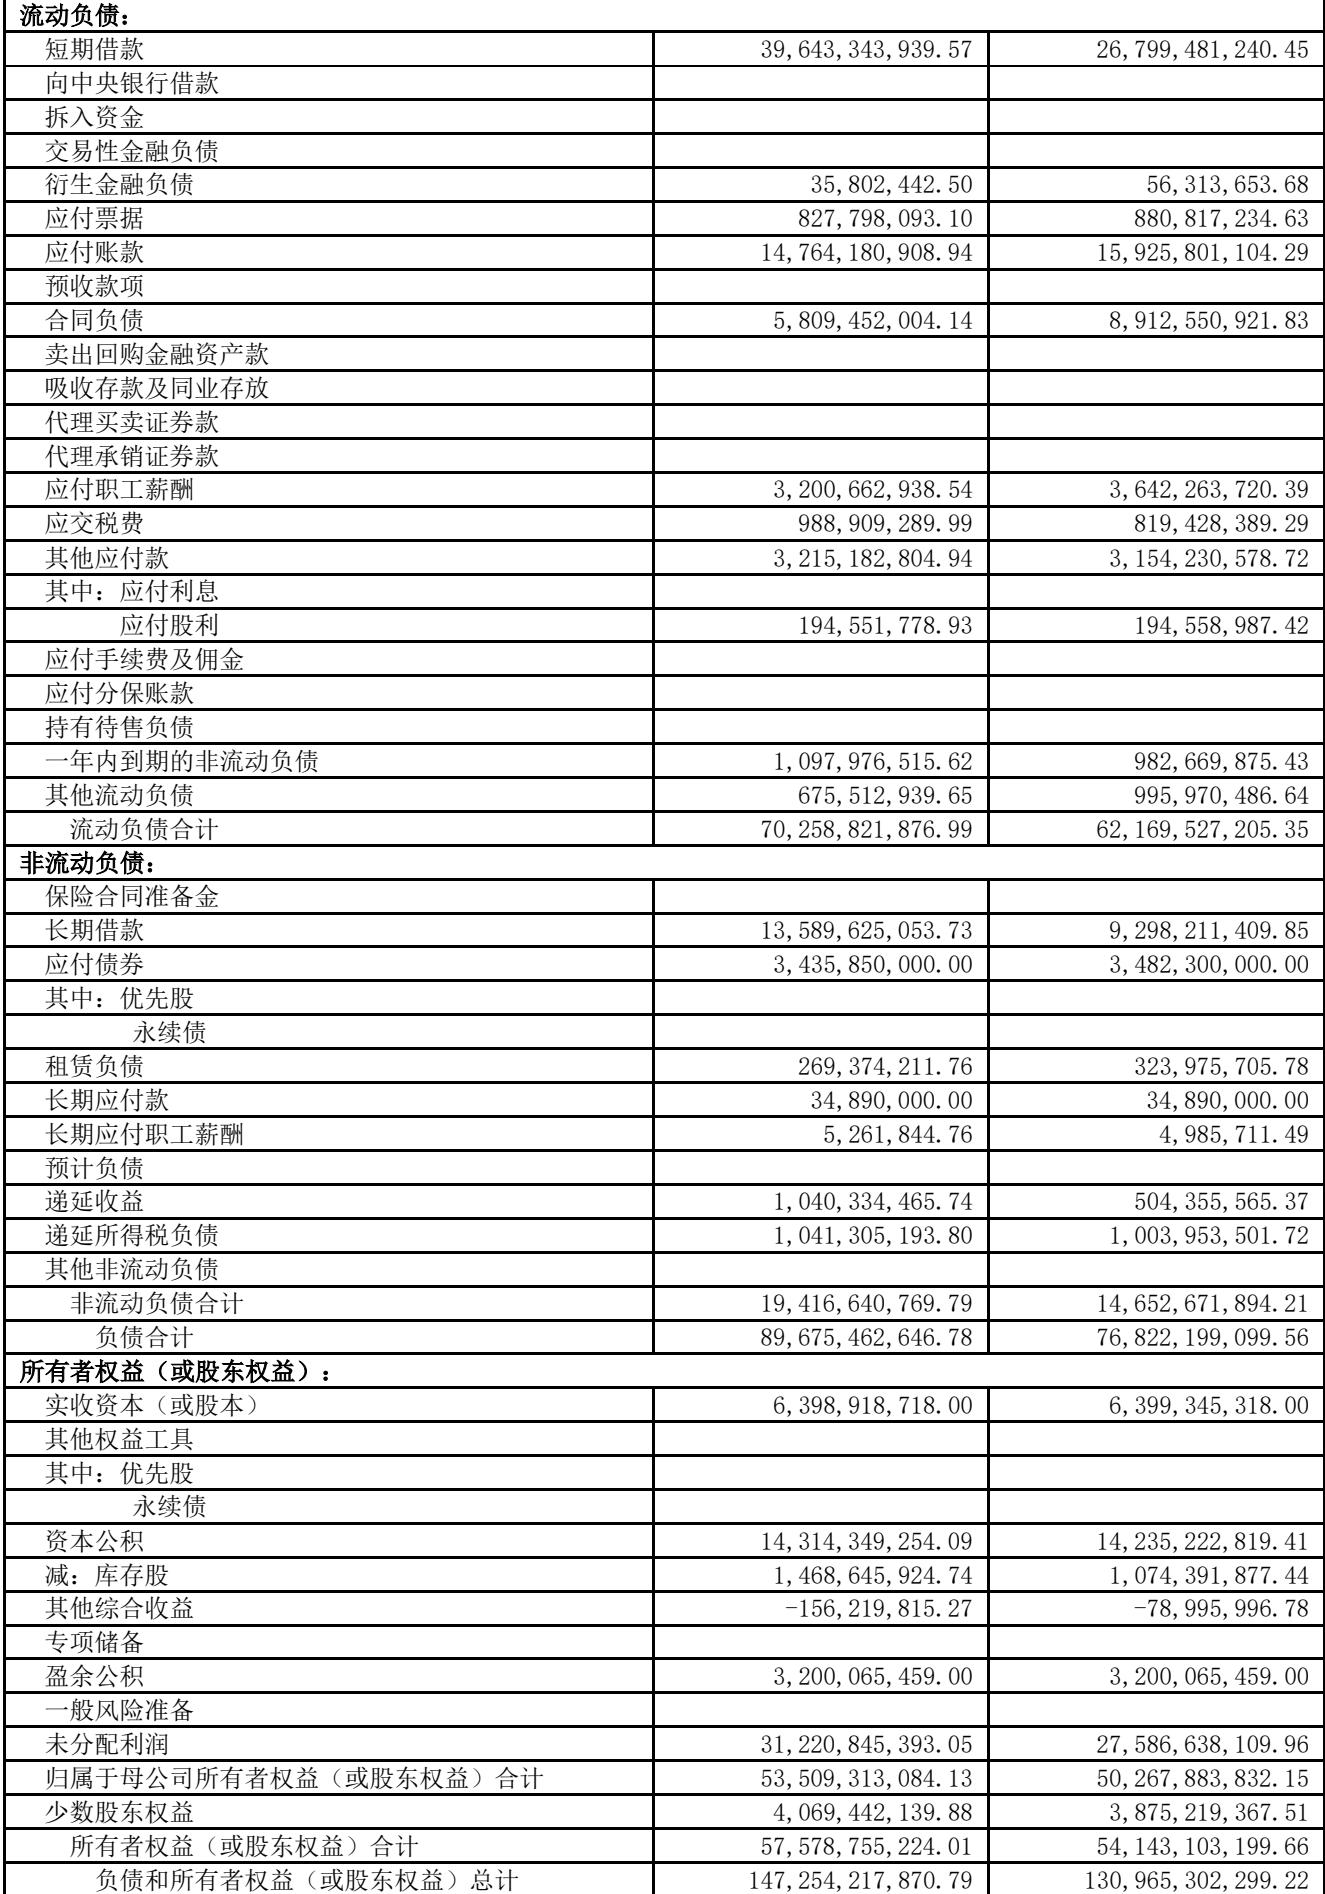 流动负债：
短期借款 39,643,343,939.57 26,799,481,240.45
向中央银行借款
拆入资金
交易性金融负债
衍生金融负债 35,802,442.50 56,313,653.68
应付票据 827,798,093.10 880,817,234.63
应付账款 14,764,180,908.94 15,925,801,104.29
预收款项
合同负债 5,809,452,004.14 8,912,550,921.83
卖出回购金融资产款
吸收存款及同业存放
代理买卖证券款
代理承销证券款
应付职工薪酬 3,200,662,938.54 3,642,263,720.39
应交税费 988,909,289.99 819,428,389.29
其他应付款 3,215,182,804.94 3,154,230,578.72
其中：应付利息
应付股利 194,551,778.93 194,558,987.42
应付手续费及佣金
应付分保账款
持有待售负债
一年内到期的非流动负债 1,097,976,515.62 982,669,875.43
其他流动负债 675,512,939.65 995,970,486.64
流动负债合计 70,258,821,876.99 62,169,527,205.35
非流动负债：
保险合同准备金
长期借款 13,589,625,053.73 9,298,211,409.85
应付债券 3,435,850,000.00 3,482,300,000.00
其中：优先股
永续债
租赁负债 269,374,211.76 323,975,705.78
长期应付款 34,890,000.00 34,890,000.00
长期应付职工薪酬 5,261,844.76 4,985,711.49
预计负债
递延收益 1,040,334,465.74 504,355,565.37
递延所得税负债 1,041,305,193.80 1,003,953,501.72
其他非流动负债
非流动负债合计 19,416,640,769.79 14,652,671,894.21
负债合计 89,675,462,646.78 76,822,199,099.56
所有者权益（或股东权益）：
实收资本（或股本） 6,398,918,718.00 6,399,345,318.00
其他权益工具
其中：优先股
永续债
资本公积 14,314,349,254.09 14,235,222,819.41
减：库存股 1,468,645,924.74 1,074,391,877.44
其他综合收益 -156,219,815.27 -78,995,996.78
专项储备
盈余公积 3,200,065,459.00 3,200,065,459.00
一般风险准备
未分配利润 31,220,845,393.05 27,586,638,109.96
归属于母公司所有者权益（或股东权益）合计 53,509,313,084.13 50,267,883,832.15
少数股东权益 4,069,442,139.88 3,875,219,367.51
所有者权益（或股东权益）合计 57,578,755,224.01 54,143,103,199.66
负债和所有者权益（或股东权益）总计 147,254,217,870.79 130,965,302,299.22